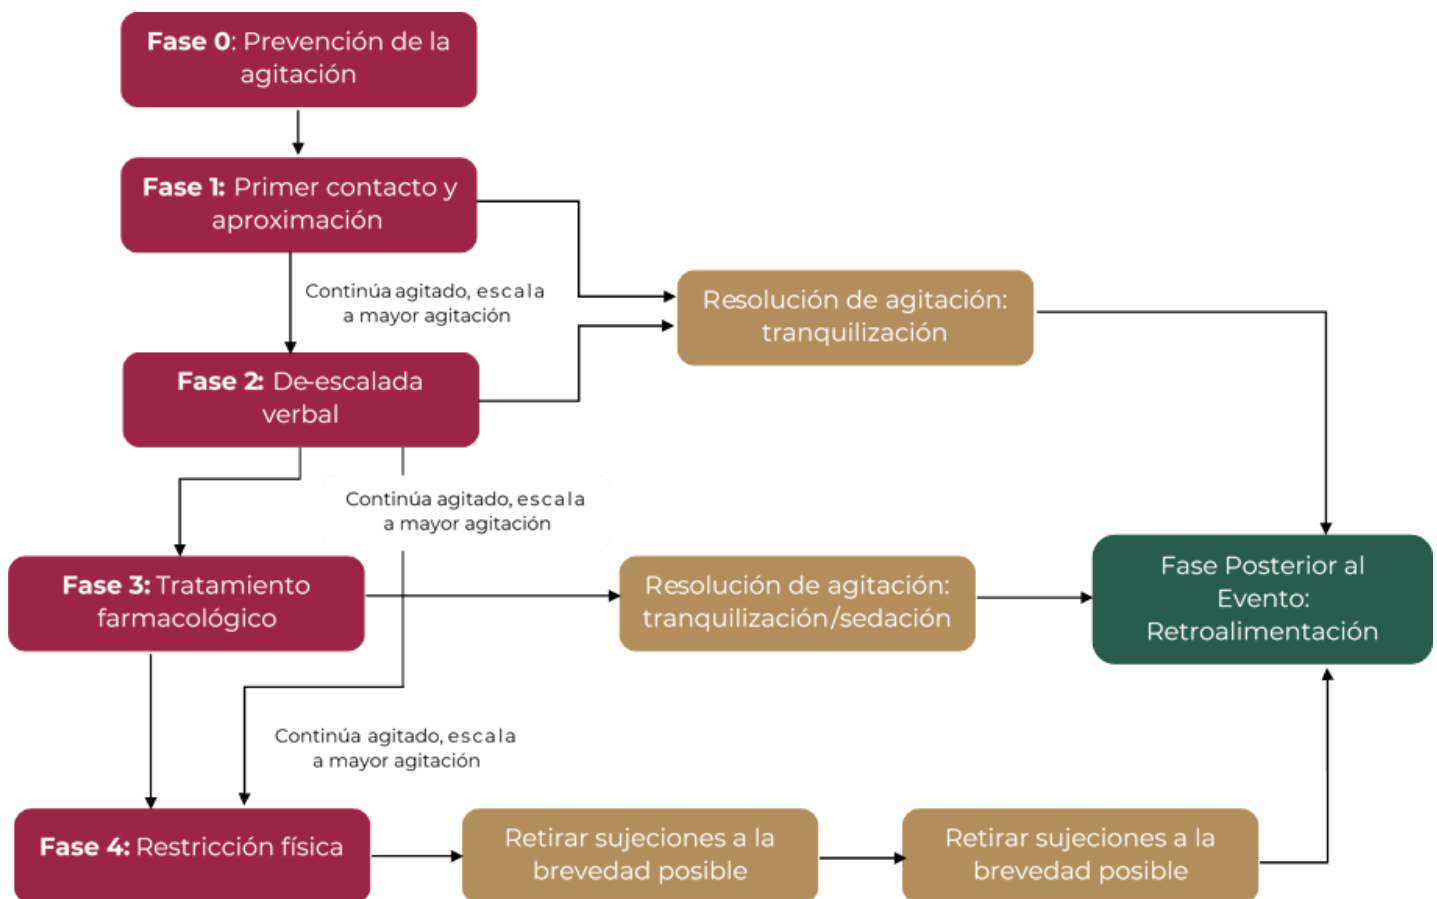 Fase 0: Prevención de la
agitación
Fase 1: Primer contacto y
aproximación
Continúa agitado, escala
a mayor agitación
Resolución de agitación:
tranquilización
Fase 2: De-escalada
verbal
Continúa agitado, escala
a mayor agitación
Fase 3: Tratamiento
farmacológico
Resolución de agitación:
tranquilización/sedación
Fase Posterior al
Evento:
Retroalimentación
Continúa agitado, escala
a mayor agitación
Fase 4: Restricción física
Retirar sujeciones a la
brevedad posible
Retirar sujeciones a la
brevedad posible